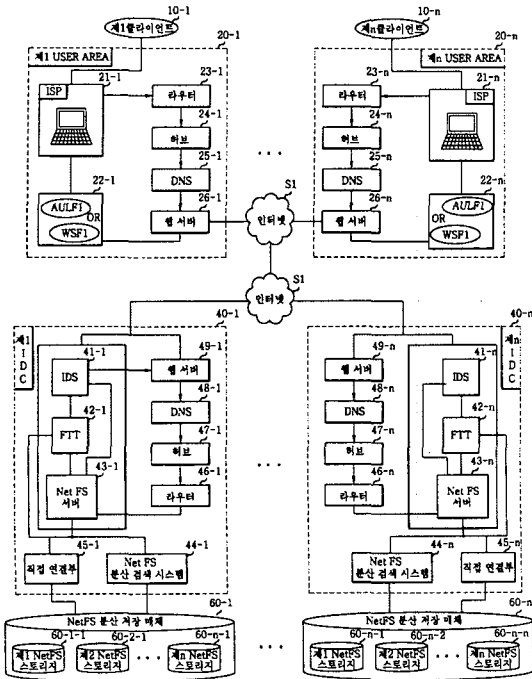 10-1
제1클라이언트
10-n
제n클라이언트
20-1
제1 USER AREA
21-1
ISP
23-1
라우터
24-1
허브
25-1
DNS
26-1
웹 서버
22-1
AULF1
OR
WSF1
20-n
제n USER AREA
21-n
ISP
23-n
라우터
24-n
허브
25-n
DNS
26-n
웹 서버
22-n
AULF1
OR
WSF1
...
S1
인터넷
S1
인터넷
40-1
제1 IDC
41-1
IDS
42-1
FTT
43-1
Net FS
서버
49-1
웹 서버
48-1
DNS
47-1
허브
46-1
라우터
45-1
직접 연결부
44-1
Net FS
분산 검색 시스템
...
40-n
제n IDC
41-n
IDS
42-n
FTT
43-n
Net FS
서버
49-n
웹 서버
48-n
DNS
47-n
허브
46-n
라우터
44-n
Net FS
분산 검색 시스템
45-n
직접 연결부
60-1
NetFS 분산 저장 매체
60-1-1
제1 NetFS
스토리지
60-2-1
제2 NetFS
스토리지
...
60-n-1
제n NetFS
스토리지
...
60-n
NetFS 분산 저장 매체
60-n-1
제1 NetFS
스토리지
60-n-2
제2 NetFS
스토리지
...
60-n-n
제n NetFS
스토리지